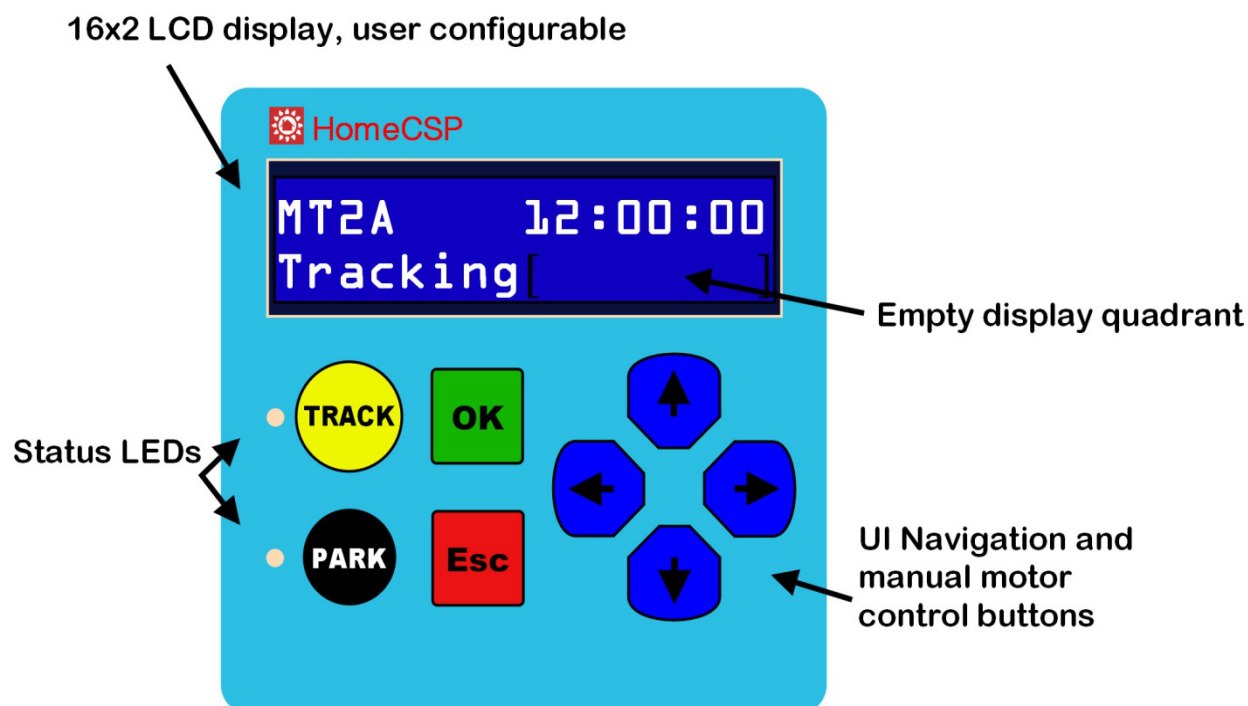 16x2 LCD display, user configurable
HomeCSP
MT2A 12:00:00
Tracking[ ]
Empty display quadrant
TRACK
OK
Status LEDs
PARK
Esc
UI Navigation and
manual motor
control buttons